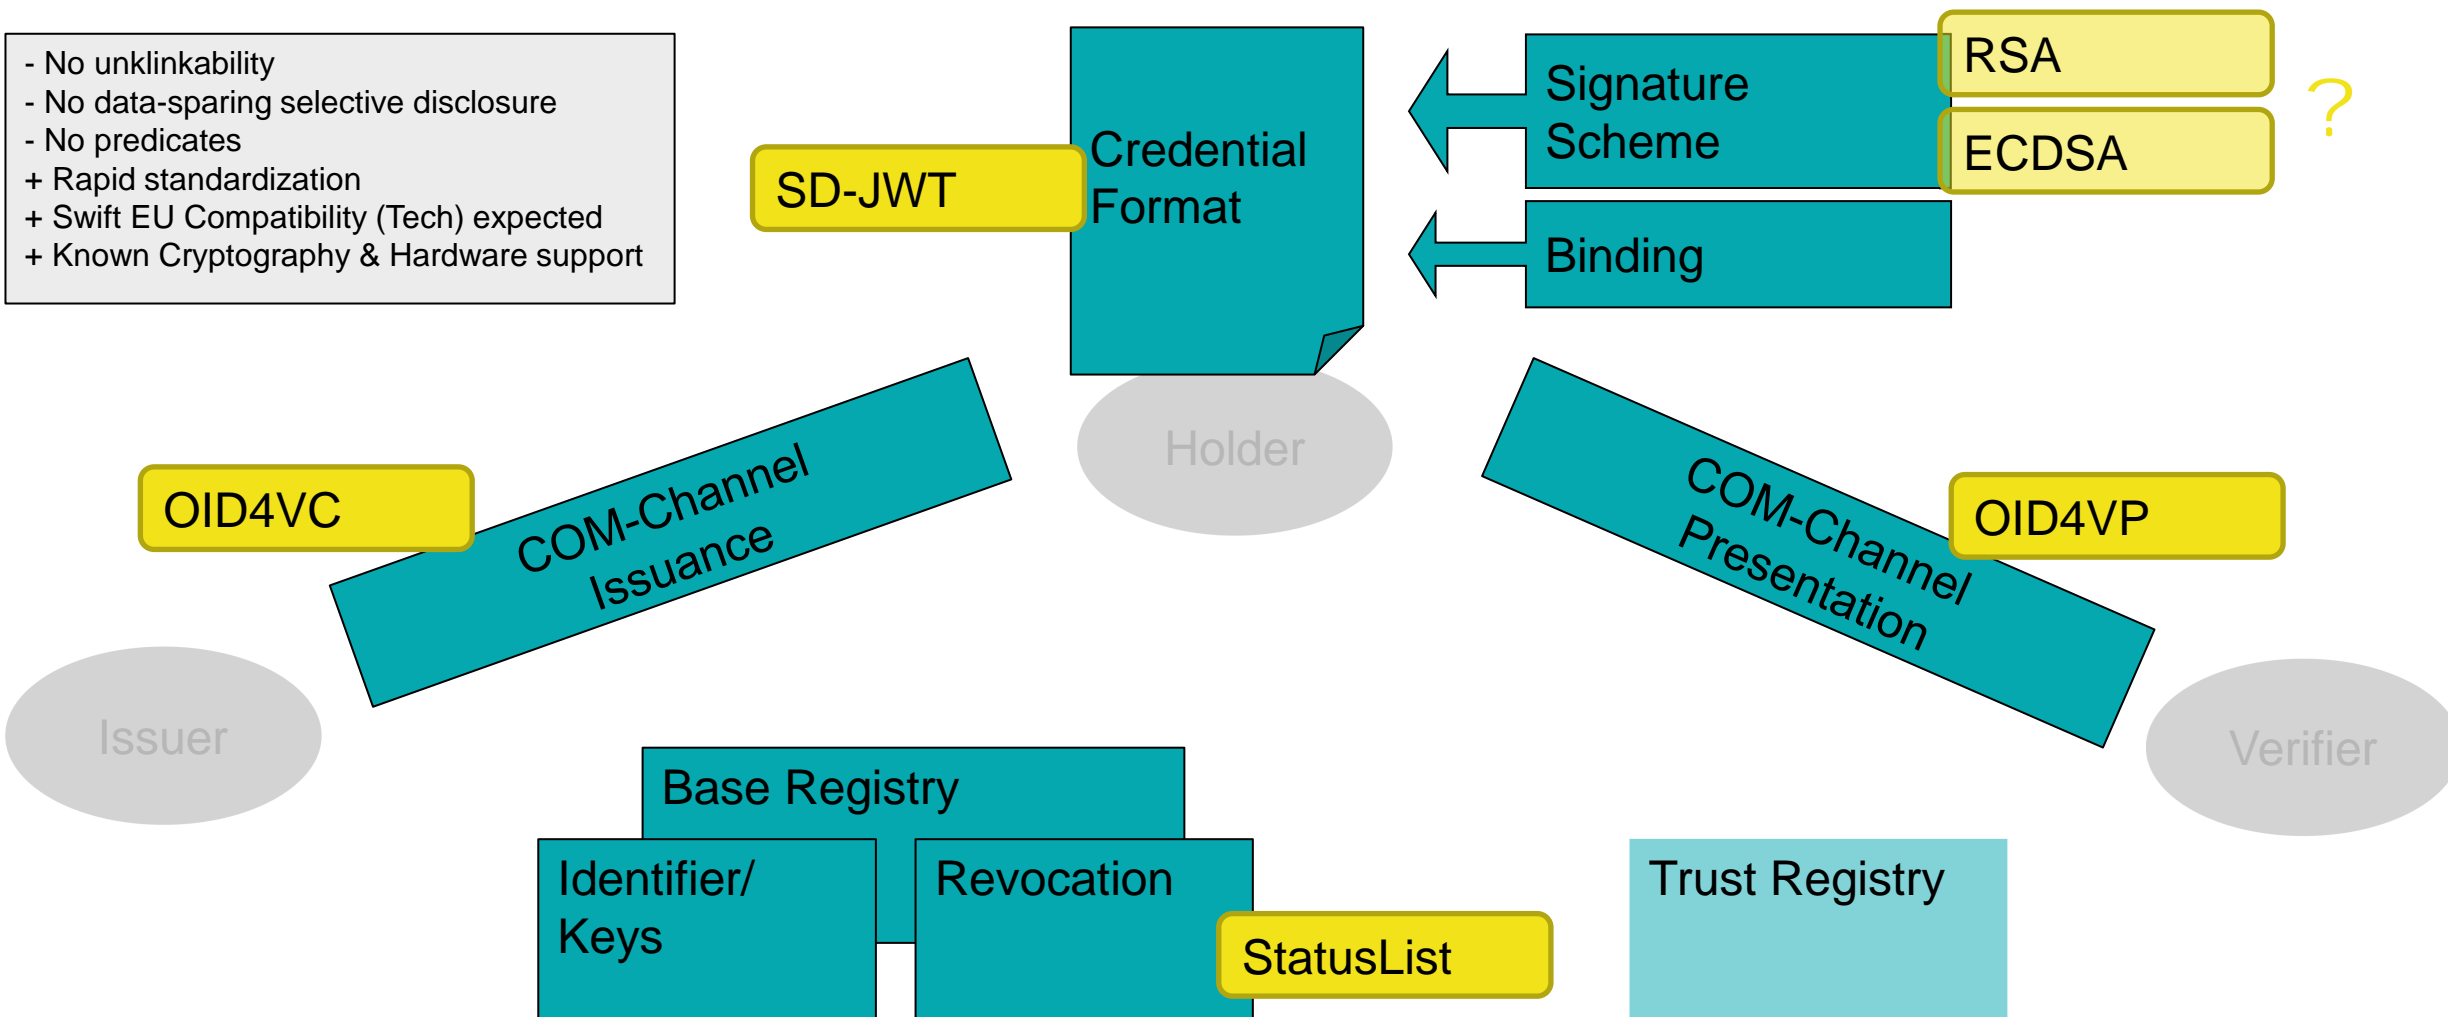 - No unklinkability
- No data-sparing selective disclosure
- No predicates
+ Rapid standardization
+ Swift EU Compatibility (Tech) expected
+ Known Cryptography & Hardware support
SD-JWT
Credential
Format
Signature
Scheme
RSA
ECDSA
?
Binding
Holder
OID4VC
COM-Channel
Issuance
COM-Channel
Presentation
OID4VP
Issuer
Verifier
Base Registry
Identifier/
Keys
Revocation
StatusList
Trust Registry